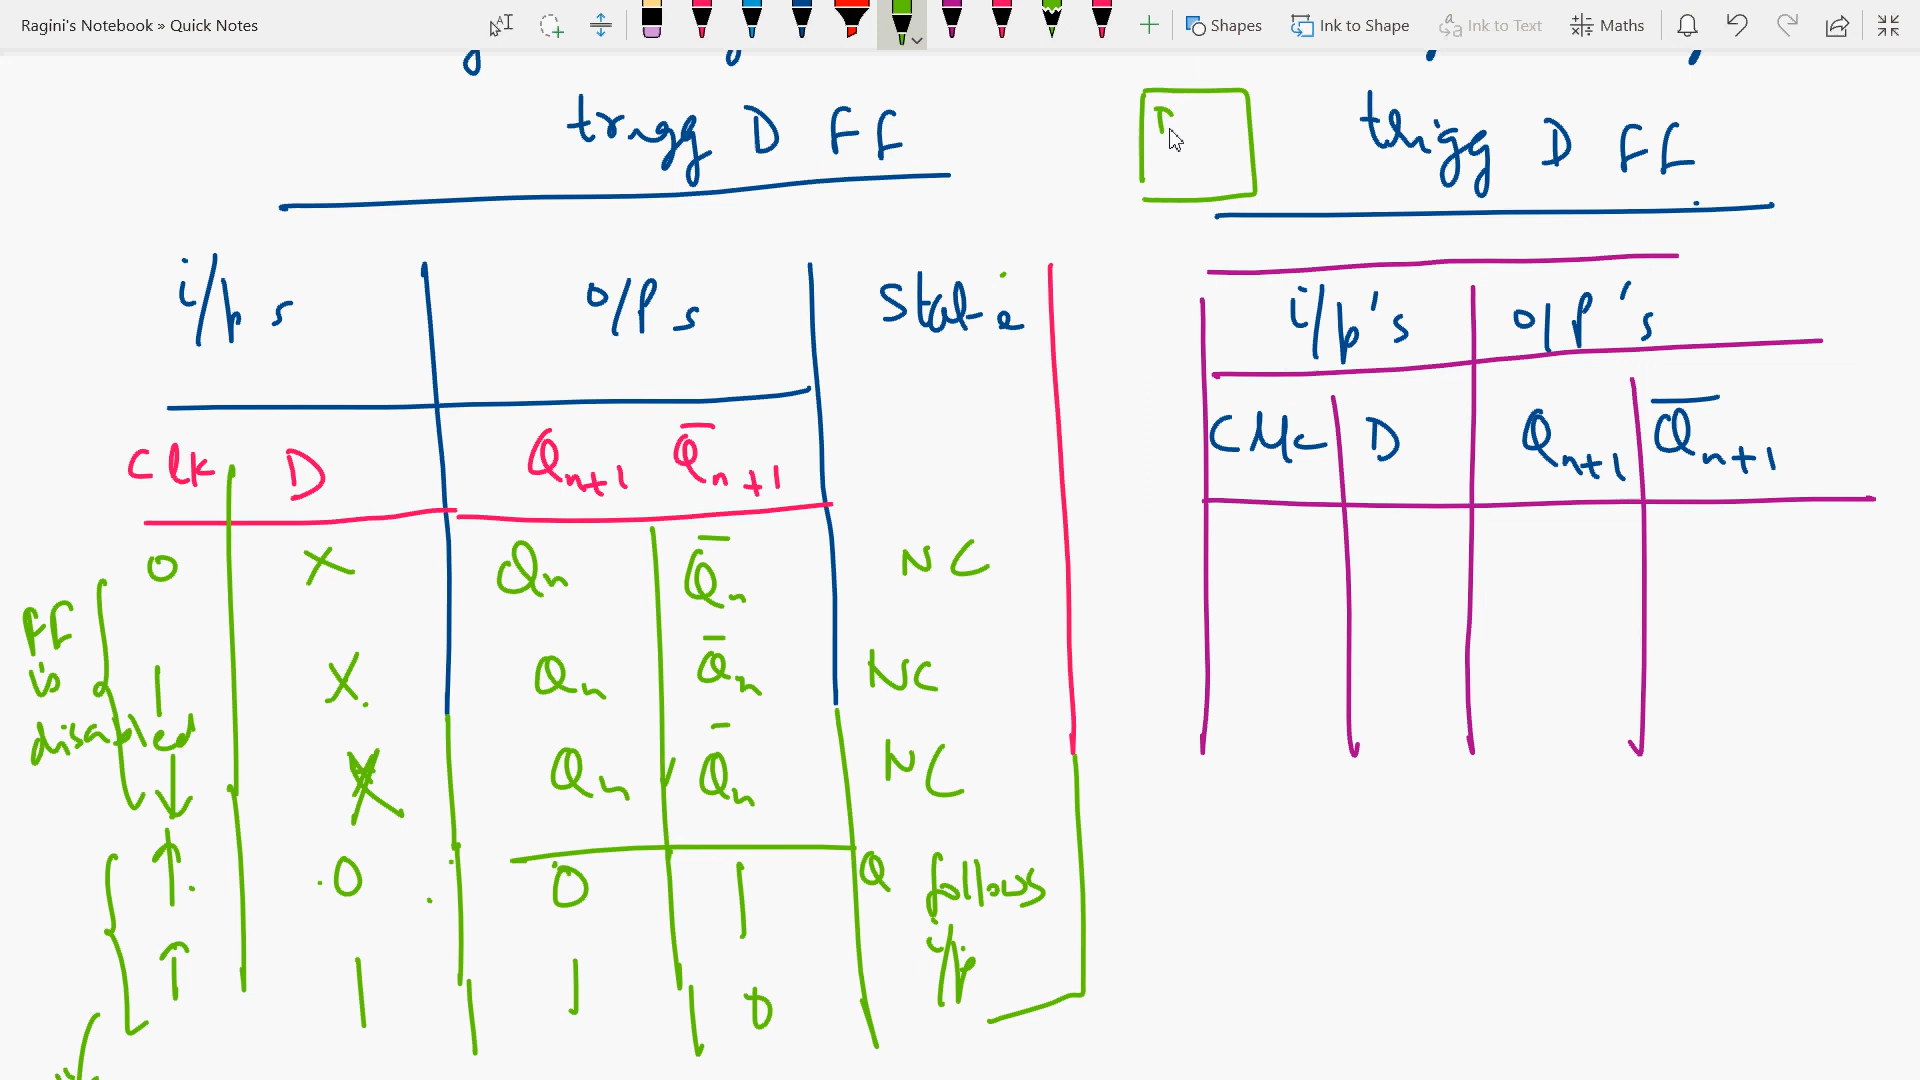 Ragini's Notebook » Quick Notes
Shapes
Ink to Shape
Ink to Text
Maths
trigg D FF
trigg D FF
i/p s
o/p s
State
Clk D
Qn+1 Q̅n+1
0 X Qn Q̅n NC
1 X Qn Q̅n NC
↓ X Qn Q̅n NC
↑ 0 0 1 Q follows
↑ 1 1 0 i/p
FF
is
disabled
i/p's o/p's
Clk D Qn+1 Q̅n+1